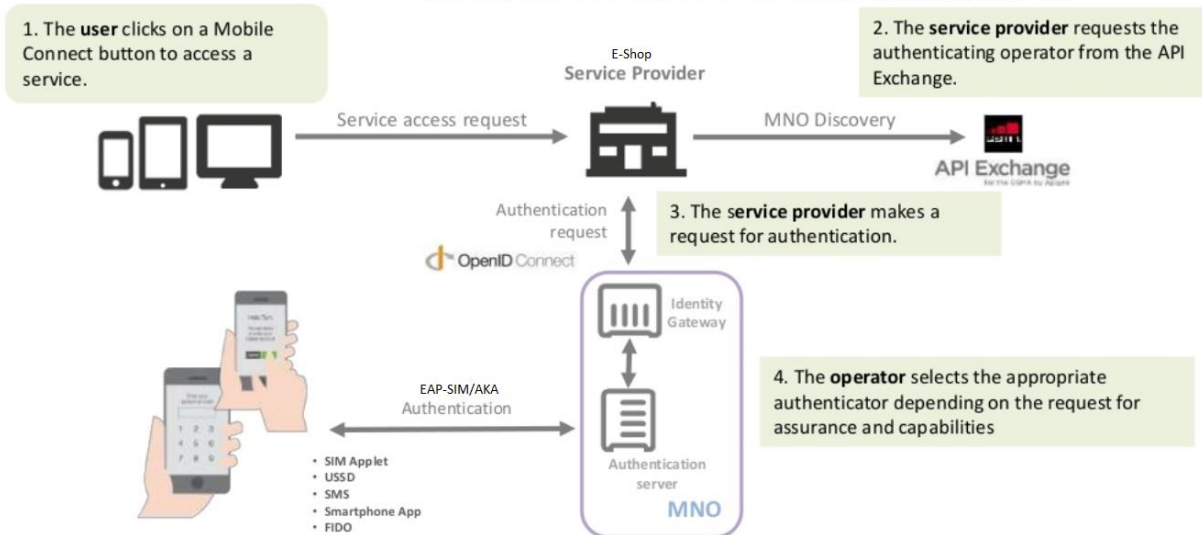 1. The user clicks on a Mobile
Connect button to access a
service.
E-Shop
Service Provider
2. The service provider requests the
authenticating operator from the API
Exchange.
Service access request
MNO Discovery
API Exchange
Authentication
request
OpenID Connect
3. The service provider makes a
request for authentication.
Identity
Gateway
EAP-SIM/AKA
Authentication
4. The operator selects the appropriate
authenticator depending on the request for
assurance and capabilities
• SIM Applet
• USSD
• SMS
• Smartphone App
• FIDO
Authentication
server
MNO